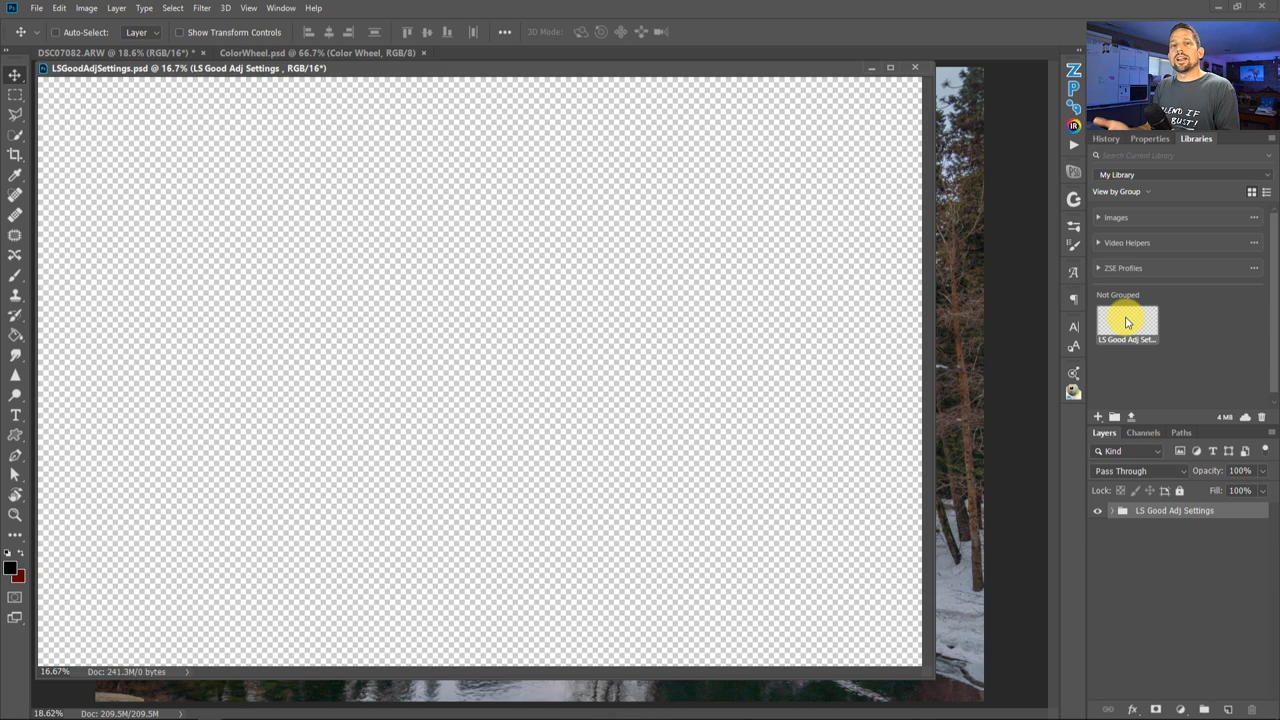 Ps File Edit Image Layer Type Select Filter 3D View Window Help
Auto-Select: Layer Show Transform Controls 3D Mode:
DSC07082.ARW @ 18.6% (RGB/16*) * × ColorWheel.psd @ 66.7% (Color Wheel, RGB/8) ×
LSGoodAdjSettings.psd @ 16.7% (LS Good Adj Settings , RGB/16*)
BLEND IF
BUST!
History Properties Libraries
Search Current Library
My Library
View by Group
Images
Video Helpers
ZSE Profiles
Not Grouped
LS Good Adj Set...
4 MB
Layers Channels Paths
Kind
Pass Through Opacity: 100%
Lock: Fill: 100%
LS Good Adj Settings
16.67% Doc: 241.3M/0 bytes
18.62% Doc: 209.5M/209.5M